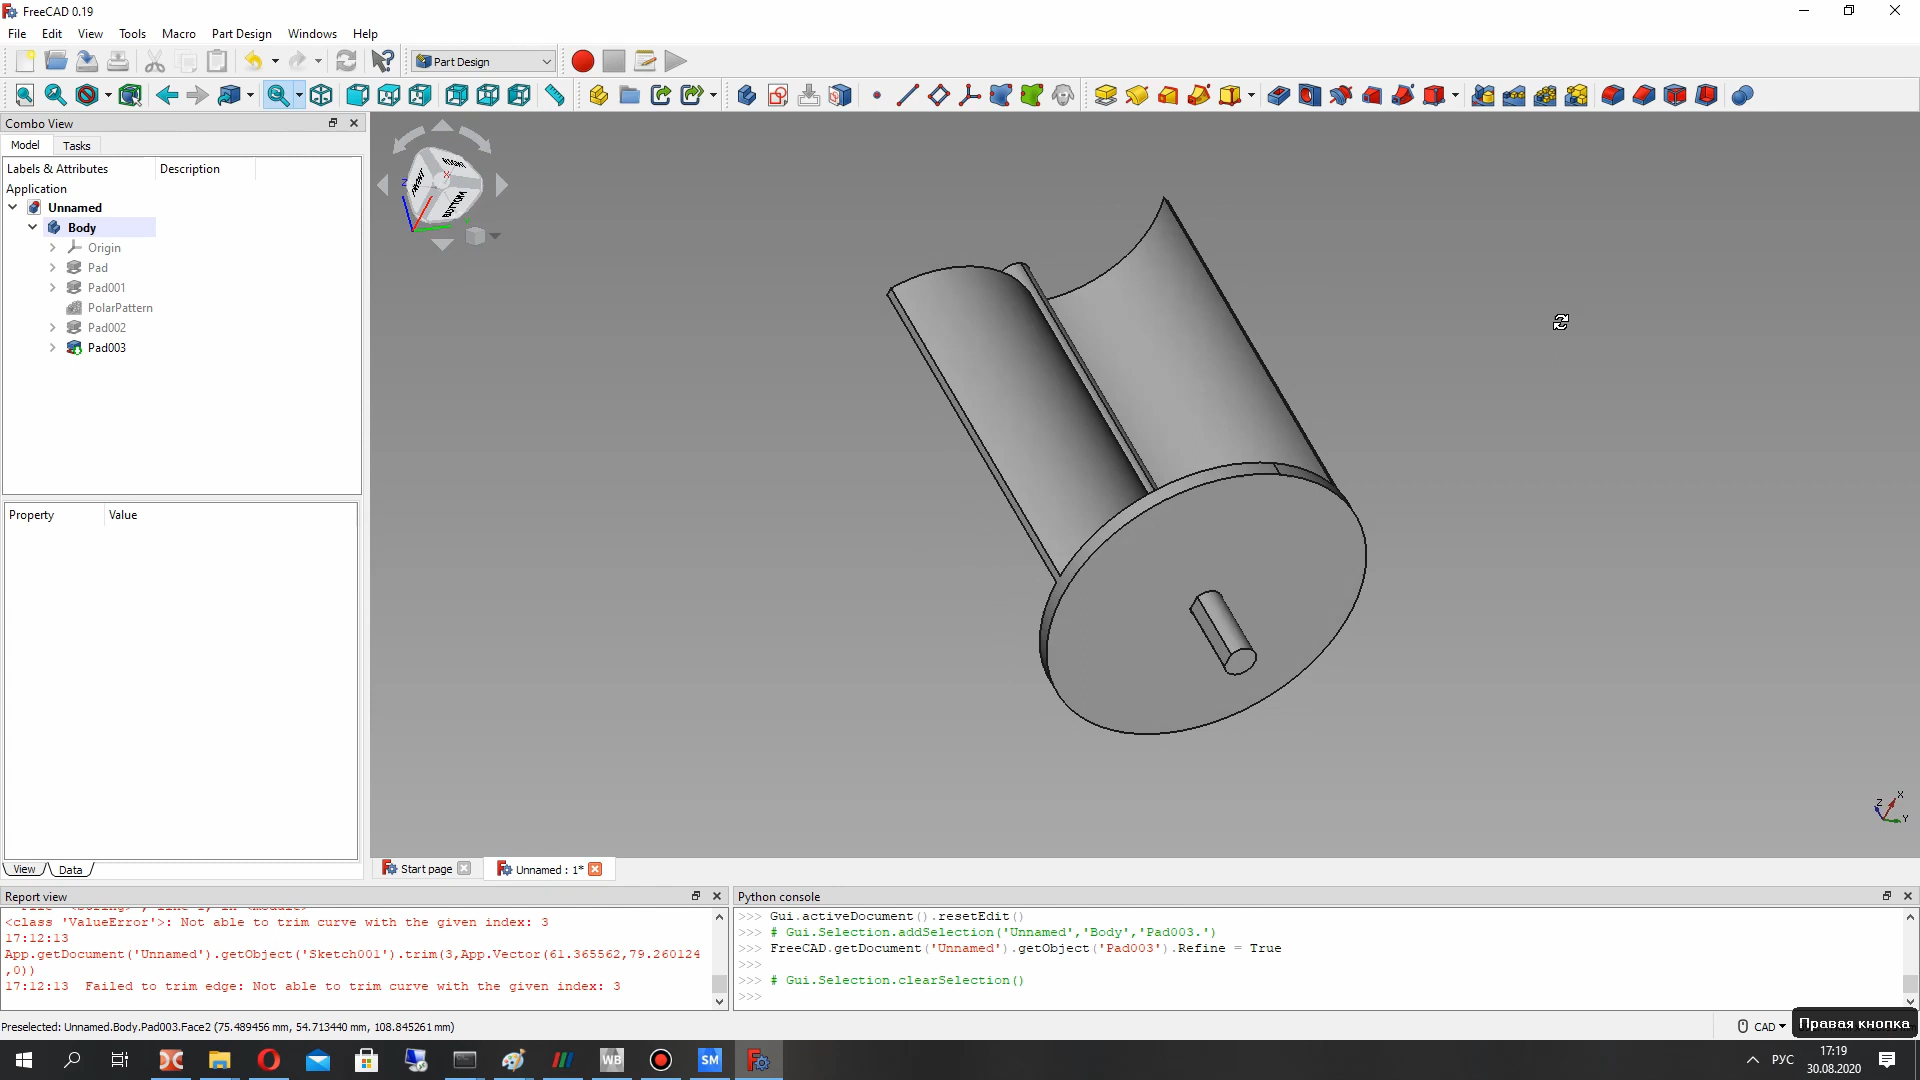 FreeCAD 0.19
File Edit View Tools Macro Part Design Windows Help
Part Design
Combo View
Model Tasks
Labels & Attributes Description
Application
Unnamed
Body
Origin
Pad
Pad001
PolarPattern
Pad002
Pad003
Property Value
View Data
RIGHT
FRONT
BOTTOM
X
Z
Z X
Y
Start page
Unnamed : 1*
Report view
<class 'ValueError'>: Not able to trim curve with the given index: 3
17:12:13
App.getDocument('Unnamed').getObject('Sketch001').trim(3,App.Vector(61.365562,79.260124
,0))
17:12:13 Failed to trim edge: Not able to trim curve with the given index: 3
Python console
>>> Gui.activeDocument().resetEdit()
>>> # Gui.Selection.addSelection('Unnamed','Body','Pad003.')
>>> FreeCAD.getDocument('Unnamed').getObject('Pad003').Refine = True
>>>
>>> # Gui.Selection.clearSelection()
>>>
Preselected: Unnamed.Body.Pad003.Face2 (75.489456 mm, 54.713440 mm, 108.845261 mm)
CAD
Правая кнопка
WB
SM
РУС
17:19
30.08.2020